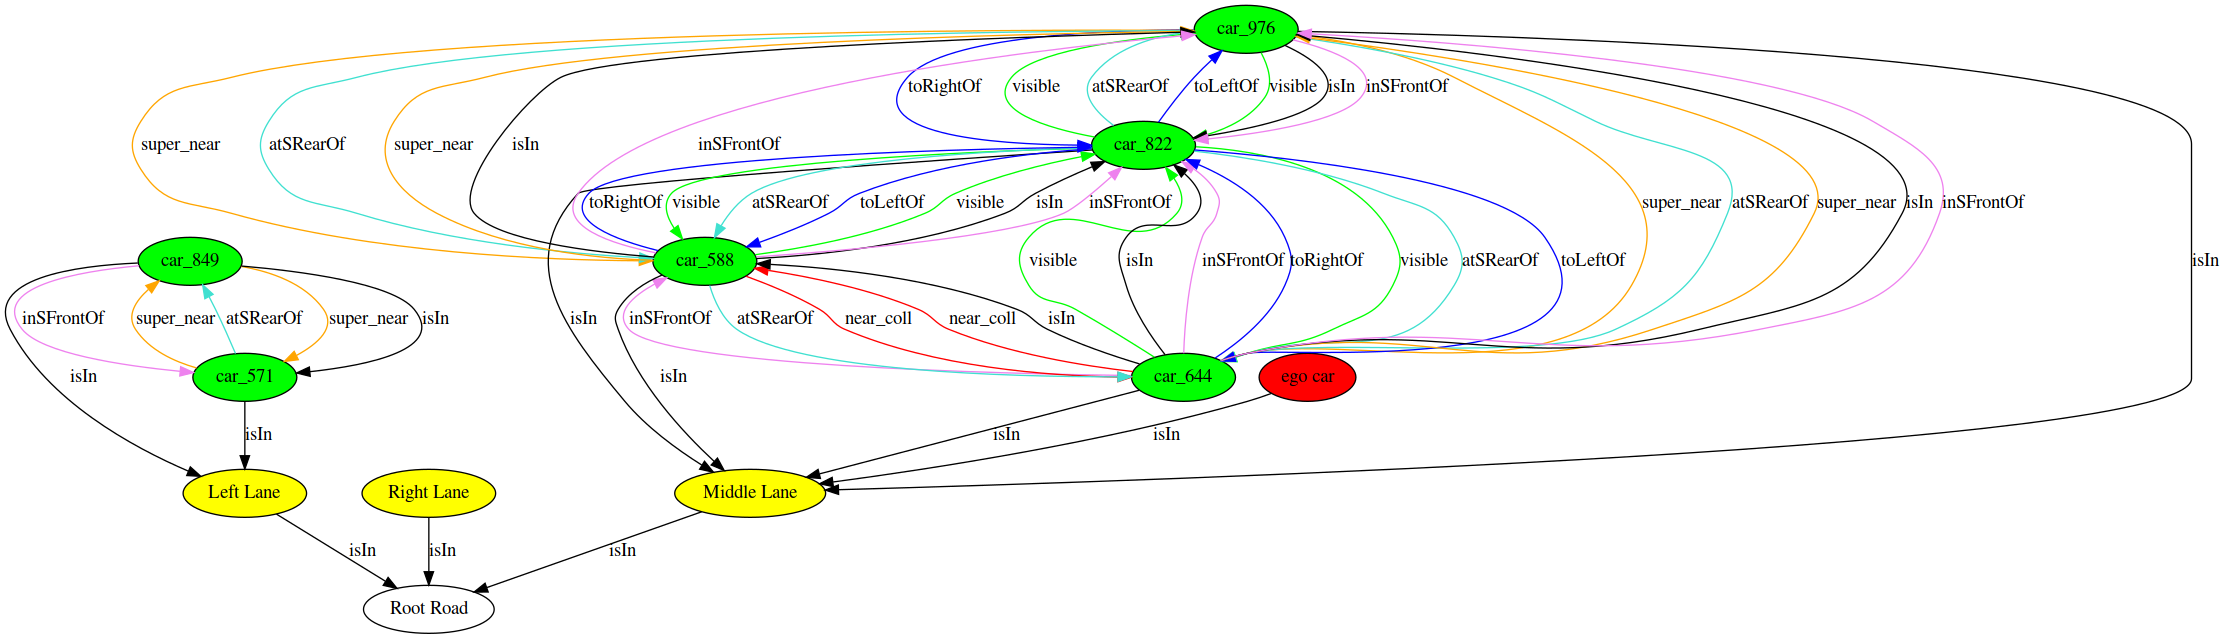 car_976
toRightOf
visible
atSRearOf
toLeftOf
visible
isIn
inSFrontOf
super_near
atSRearOf
super_near
isIn
inSFrontOf
car_822
toRightOf
visible
atSRearOf
toLeftOf
visible
isIn
inSFrontOf
super_near
atSRearOf
super_near
isIn
inSFrontOf
car_849
car_588
visible
isIn
inSFrontOf
toRightOf
visible
atSRearOf
toLeftOf
isIn
inSFrontOf
super_near
atSRearOf
super_near
isIn
isIn
inSFrontOf
atSRearOf
near_coll
near_coll
isIn
car_571
car_644
ego car
isIn
isIn
isIn
isIn
isIn
Left Lane
Right Lane
Middle Lane
isIn
isIn
isIn
Root Road